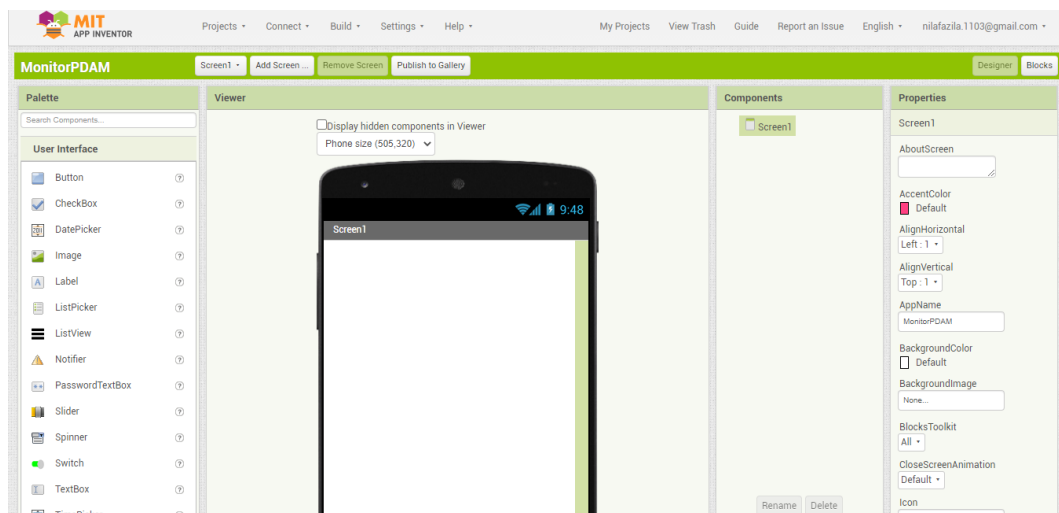 MIT
APP INVENTOR
Projects Connect Build Settings Help My Projects View Trash Guide Report an Issue English nilafazila.1103@gmail.com
MonitorPDAM Screen1 Add Screen ... Remove Screen Publish to Gallery Designer Blocks
Palette
Search Components...
User Interface
Button ?
CheckBox ?
DatePicker ?
Image ?
Label ?
ListPicker ?
ListView ?
Notifier ?
PasswordTextBox ?
Slider ?
Spinner ?
Switch ?
TextBox ?
Viewer
Display hidden components in Viewer
Phone size (505,320)
9:48
Screen1
Components
Screen1
Rename Delete
Properties
Screen1
AboutScreen
AccentColor
Default
AlignHorizontal
Left : 1
AlignVertical
Top : 1
AppName
MonitorPDAM
BackgroundColor
Default
BackgroundImage
None...
BlocksToolkit
All
CloseScreenAnimation
Default
Icon